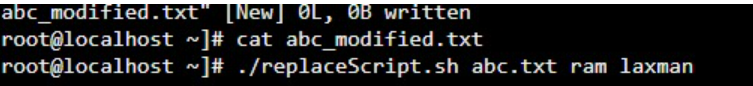 abc_modified.txt" [New] 0L, 0B written
root@localhost ~]# cat abc_modified.txt
root@localhost ~]# ./replaceScript.sh abc.txt ram laxman